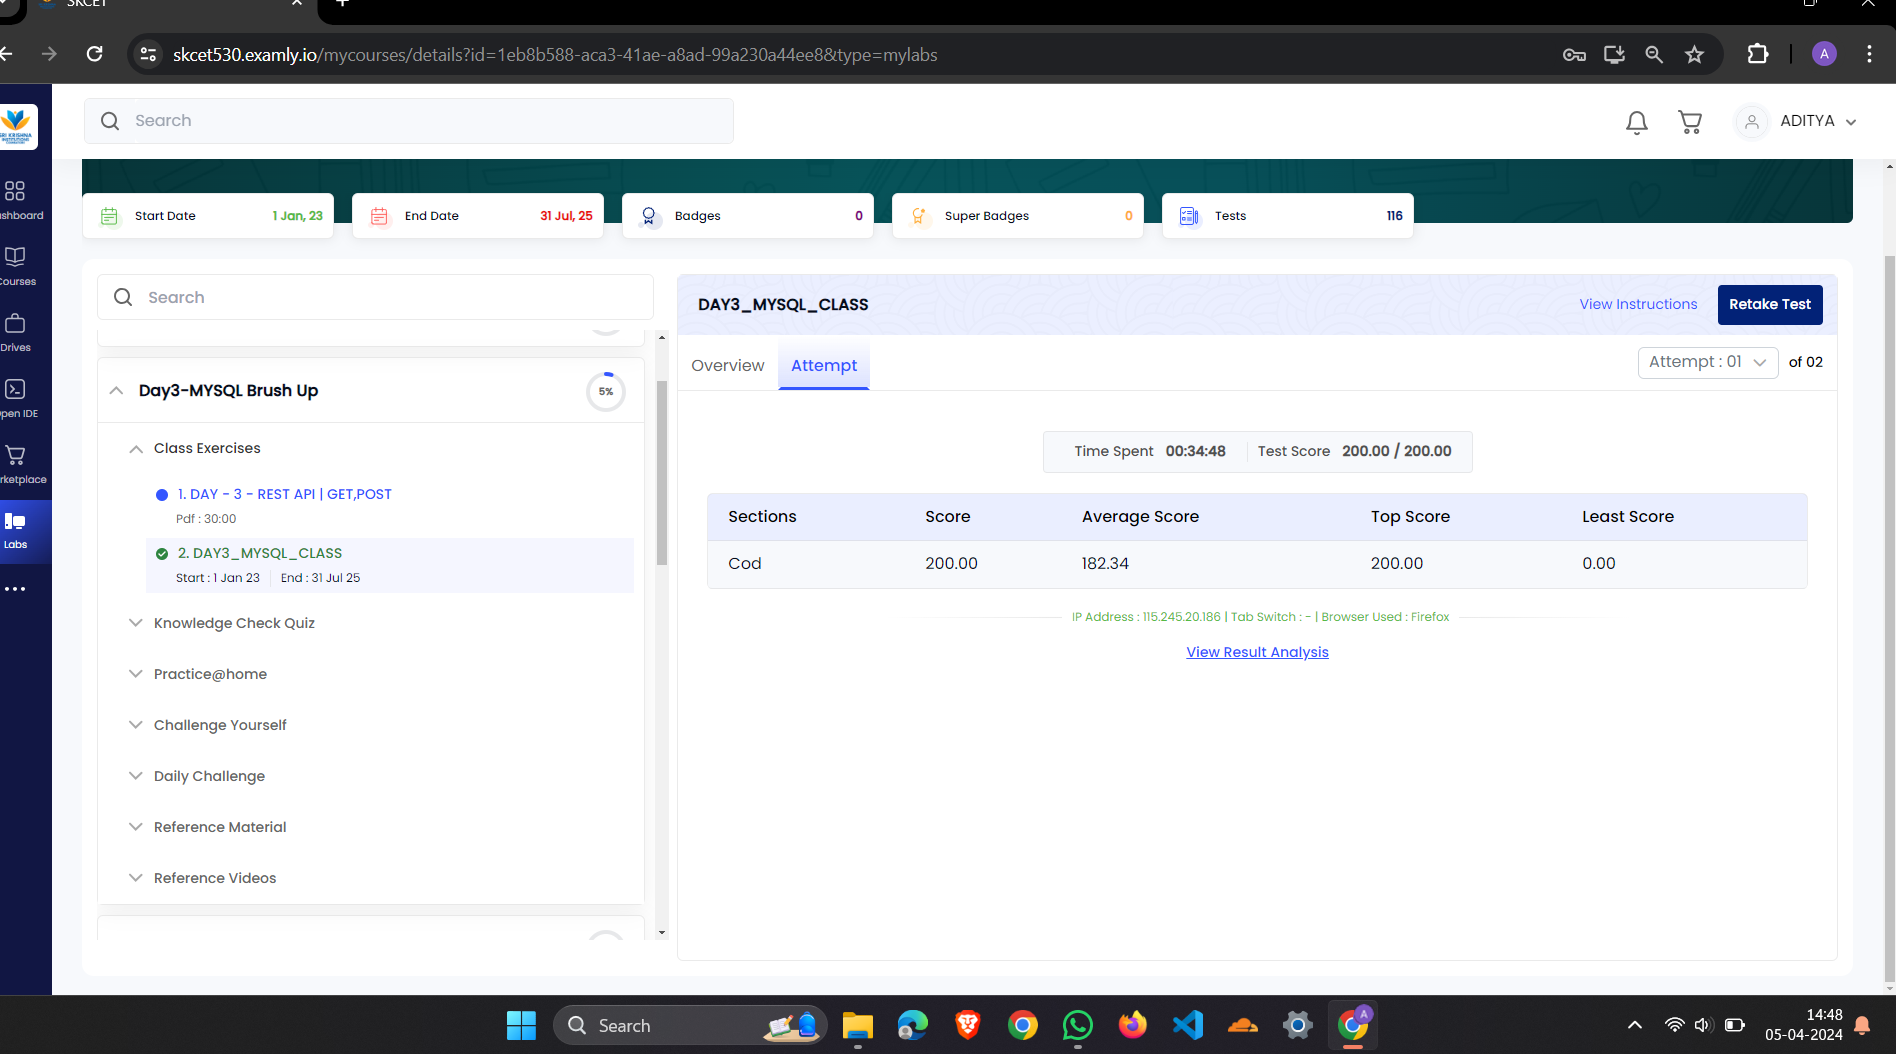 SKCET
skcet530.examly.io/mycourses/details?id=1eb8b588-aca3-41ae-a8ad-99a230a44ee8&type=mylabs
A
Search
ADITYA
SRI KRISHNA
INSTITUTIONS
shboard
Courses
Drives
pen IDE
rketplace
Labs
Start Date 1 Jan, 23
End Date 31 Jul, 25
Badges 0
Super Badges 0
Tests 116
Search
Day3-MYSQL Brush Up
5%
Class Exercises
1. DAY - 3 - REST API | GET,POST
Pdf : 30:00
2. DAY3_MYSQL_CLASS
Start : 1 Jan 23 End : 31 Jul 25
Knowledge Check Quiz
Practice@home
Challenge Yourself
Daily Challenge
Reference Material
Reference Videos
DAY3_MYSQL_CLASS
View Instructions
Retake Test
Overview
Attempt
Attempt : 01
of 02
Time Spent 00:34:48 Test Score 200.00 / 200.00
Sections Score Average Score Top Score Least Score
Cod 200.00 182.34 200.00 0.00
IP Address : 115.245.20.186 | Tab Switch : - | Browser Used : Firefox
View Result Analysis
Search
A
14:48
05-04-2024